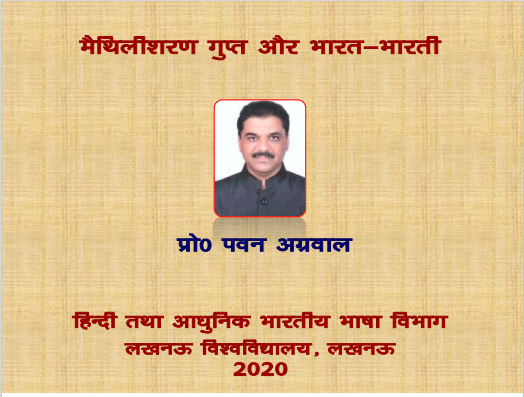 मैथिलीशरण गुप्त और भारत–भारती
प्रो0 पवन अग्रवाल
हिन्दी तथा आधुनिक भारतीय भाषा विभाग
लखनऊ विश्वविद्यालय, लखनऊ
2020